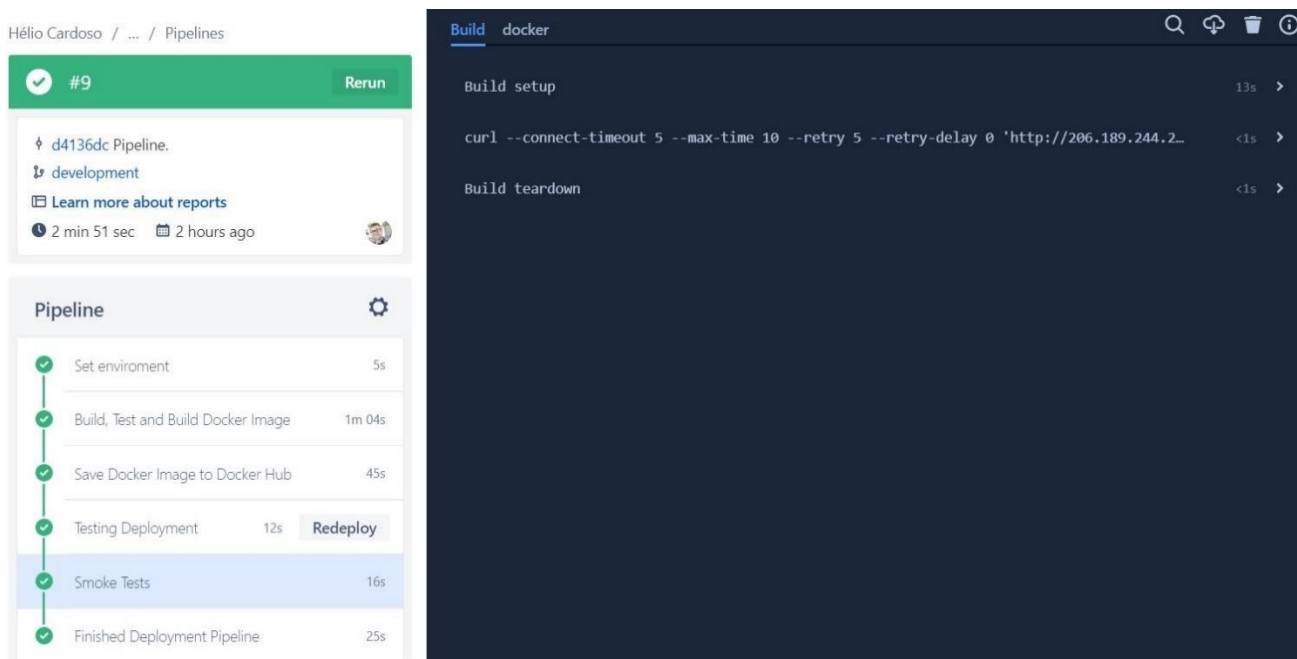 Hélio Cardoso / ... / Pipelines
#9 Rerun
d4136dc Pipeline.
development
Learn more about reports
2 min 51 sec 2 hours ago
Pipeline
Set enviroment 5s
Build, Test and Build Docker Image 1m 04s
Save Docker Image to Docker Hub 45s
Testing Deployment 12s Redeploy
Smoke Tests 16s
Finished Deployment Pipeline 25s
Build docker
Build setup 13s
curl --connect-timeout 5 --max-time 10 --retry 5 --retry-delay 0 'http://206.189.244.2… <1s
Build teardown <1s